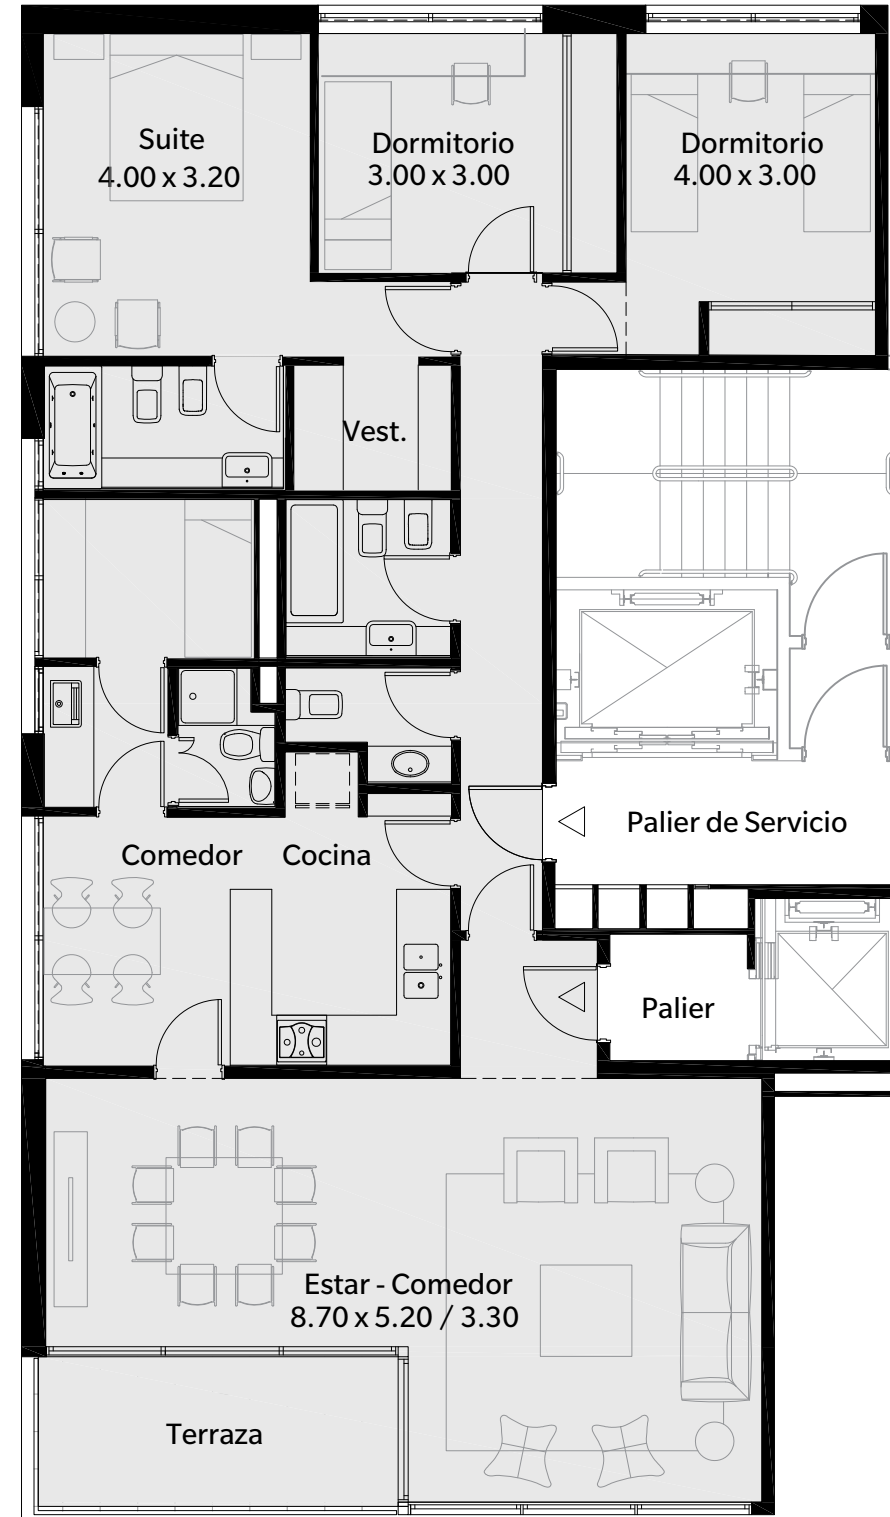 Suite
4.00 x 3.20
Dormitorio
3.00 x 3.00
Dormitorio
4.00 x 3.00
Vest.
Comedor
Cocina
Palier de Servicio
Palier
Estar - Comedor
8.70 x 5.20 / 3.30
Terraza